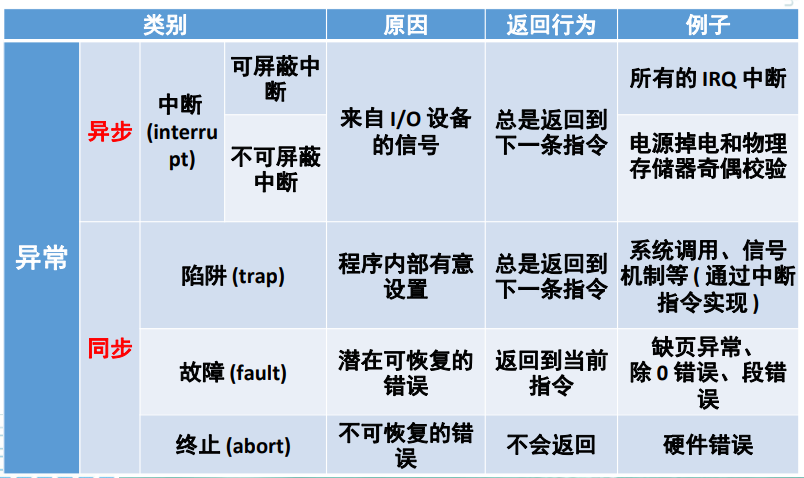 类别
原因
返回行为
例子
异常
异步
中断
(interru
pt)
可屏蔽中
断
来自 I/O 设备
的信号
总是返回到
下一条指令
所有的 IRQ 中断
不可屏蔽
中断
电源掉电和物理
存储器奇偶校验
同步
陷阱 (trap)
程序内部有意
设置
总是返回到
下一条指令
系统调用、信号
机制等 ( 通过中断
指令实现 )
故障 (fault)
潜在可恢复的
错误
返回到当前
指令
缺页异常、
除 0 错误、段错
误
终止 (abort)
不可恢复的错
误
不会返回
硬件错误